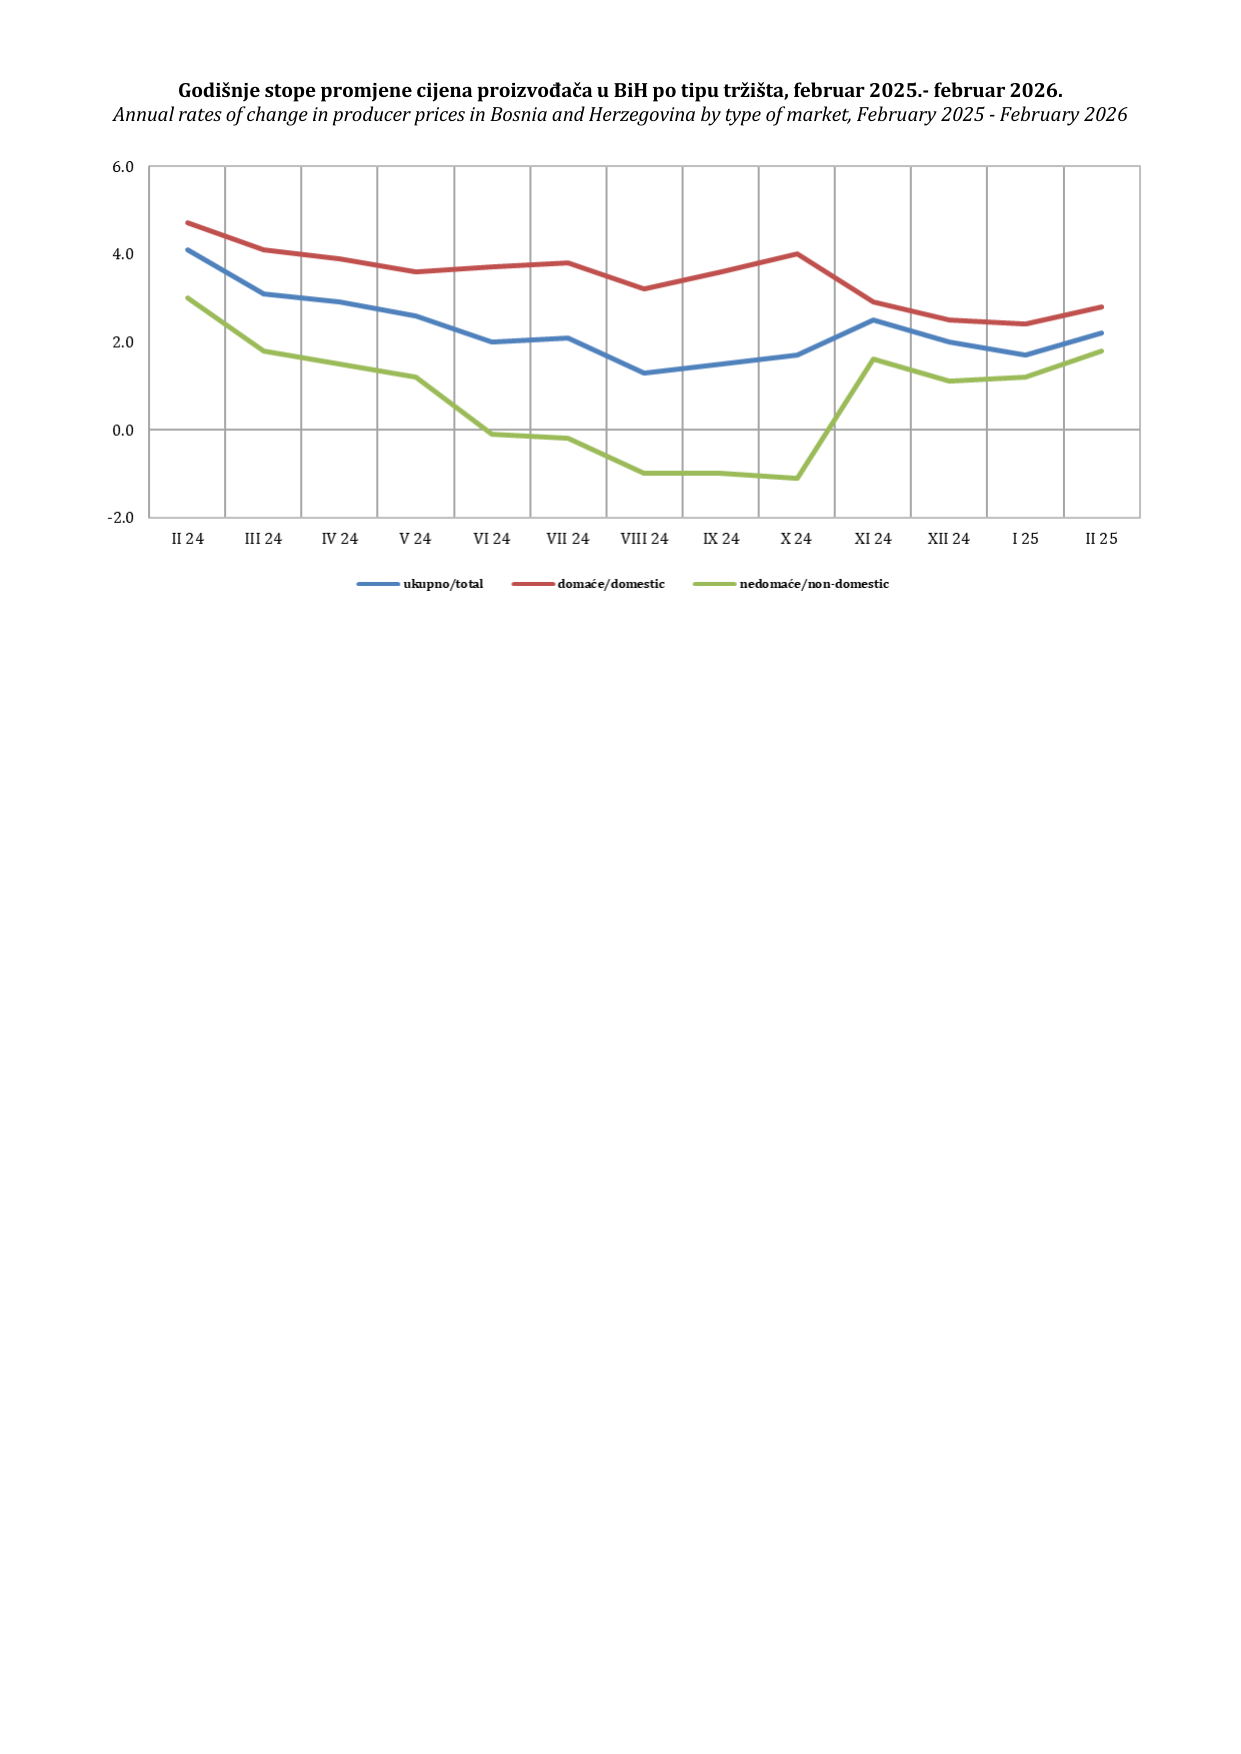 Godišnje stope promjene cijena proizvođača u BiH po tipu tržišta, februar 2025.- februar 2026.
Annual rates of change in producer prices in Bosnia and Herzegovina by type of market, February 2025 - February 2026
6.0
4.0
2.0
0.0
-2.0
II 24 III 24 IV 24 V 24 VI 24 VII 24 VIII 24 IX 24 X 24 XI 24 XII 24 I 25 II 25
ukupno/total domaće/domestic nedomaće/non-domestic